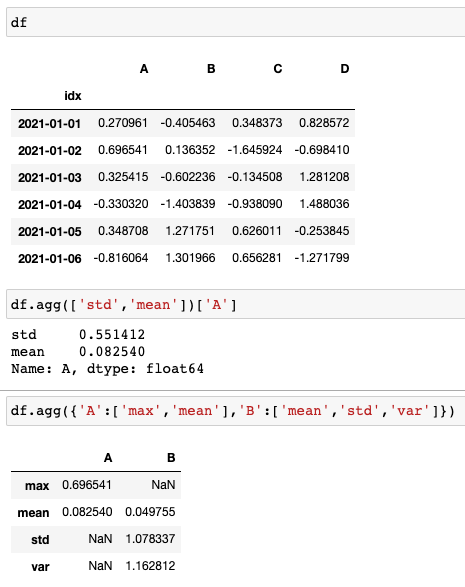 df
A B C D
idx
2021-01-01 0.270961 -0.405463 0.348373 0.828572
2021-01-02 0.696541 0.136352 -1.645924 -0.698410
2021-01-03 0.325415 -0.602236 -0.134508 1.281208
2021-01-04 -0.330320 -1.403839 -0.938090 1.488036
2021-01-05 0.348708 1.271751 0.626011 -0.253845
2021-01-06 -0.816064 1.301966 0.656281 -1.271799
df.agg(['std','mean'])['A']
std 0.551412
mean 0.082540
Name: A, dtype: float64
df.agg({'A':['max','mean'],'B':['mean','std','var']})
A B
max 0.696541 NaN
mean 0.082540 0.049755
std NaN 1.078337
var NaN 1.162812